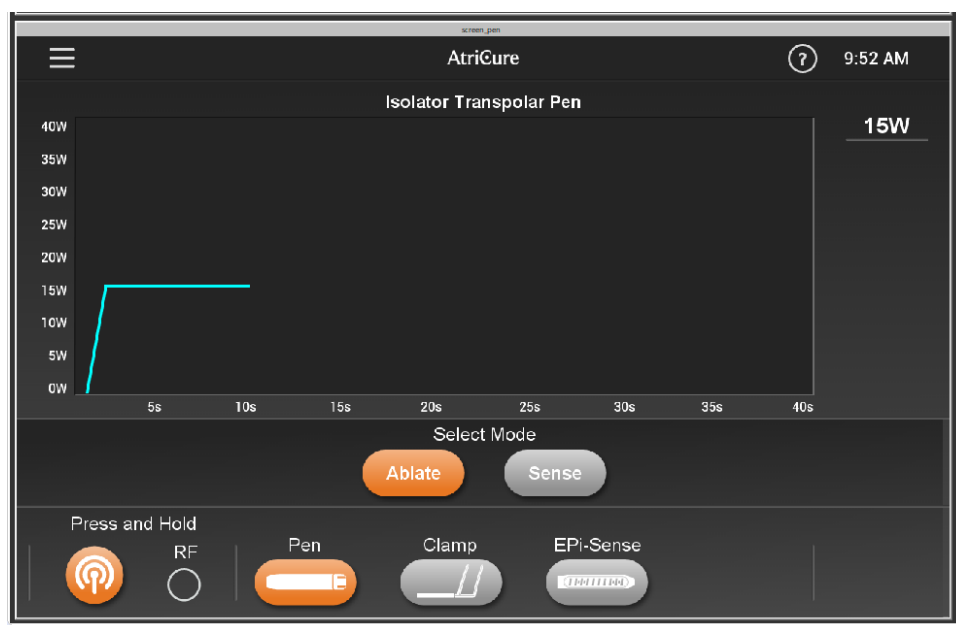 screen_pen
AtriCure
? 9:52 AM
Isolator Transpolar Pen
15W
40W
35W
30W
25W
20W
15W
10W
5W
0W
5s 10s 15s 20s 25s 30s 35s 40s
Select Mode
Ablate Sense
Press and Hold
RF Pen Clamp EPi-Sense